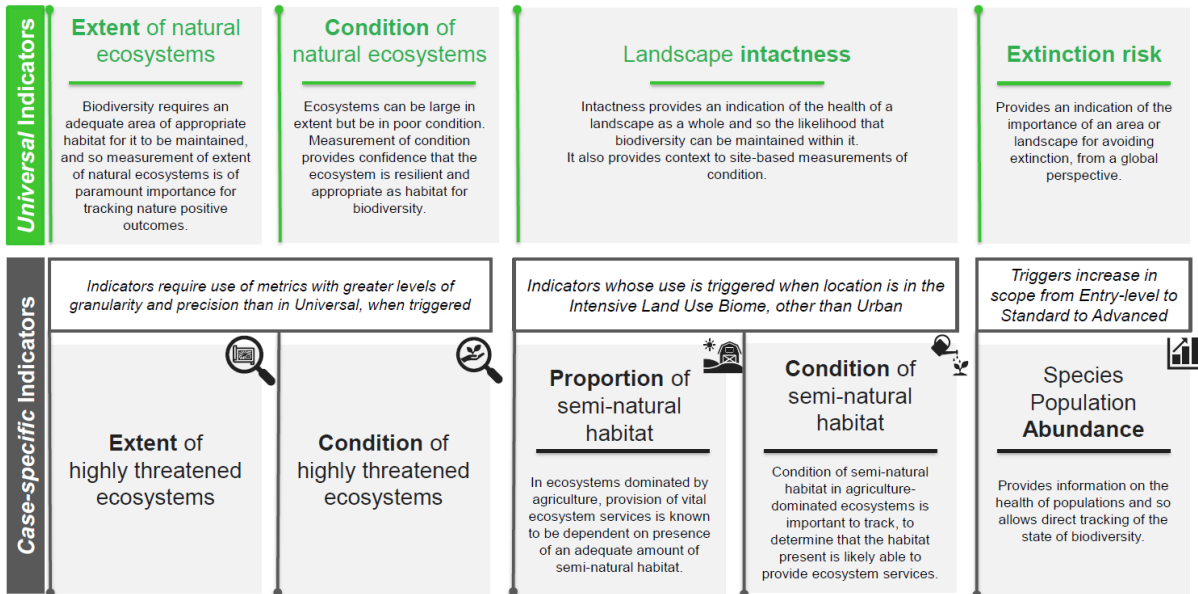 Universal Indicators
Extent of natural
ecosystems
Biodiversity requires an
adequate area of appropriate
habitat for it to be maintained,
and so measurement of extent
of natural ecosystems is of
paramount importance for
tracking nature positive
outcomes.
Condition of
natural ecosystems
Ecosystems can be large in
extent but be in poor condition.
Measurement of condition
provides confidence that the
ecosystem is resilient and
appropriate as habitat for
biodiversity.
Landscape intactness
Intactness provides an indication of the health of a
landscape as a whole and so the likelihood that
biodiversity can be maintained within it.
It also provides context to site-based measurements of
condition.
Extinction risk
Provides an indication of the
importance of an area or
landscape for avoiding
extinction, from a global
perspective.
Case-specific Indicators
Indicators require use of metrics with greater levels of
granularity and precision than in Universal, when triggered
Extent of
highly threatened
ecosystems
Condition of
highly threatened
ecosystems
Indicators whose use is triggered when location is in the
Intensive Land Use Biome, other than Urban
Proportion of
semi-natural
habitat
In ecosystems dominated by
agriculture, provision of vital
ecosystem services is known
to be dependent on presence
of an adequate amount of
semi-natural habitat.
Condition of
semi-natural
habitat
Condition of semi-natural
habitat in agriculture-
dominated ecosystems is
important to track, to
determine that the habitat
present is likely able to
provide ecosystem services.
Triggers increase in
scope from Entry-level to
Standard to Advanced
Species
Population
Abundance
Provides information on the
health of populations and so
allows direct tracking of the
state of biodiversity.